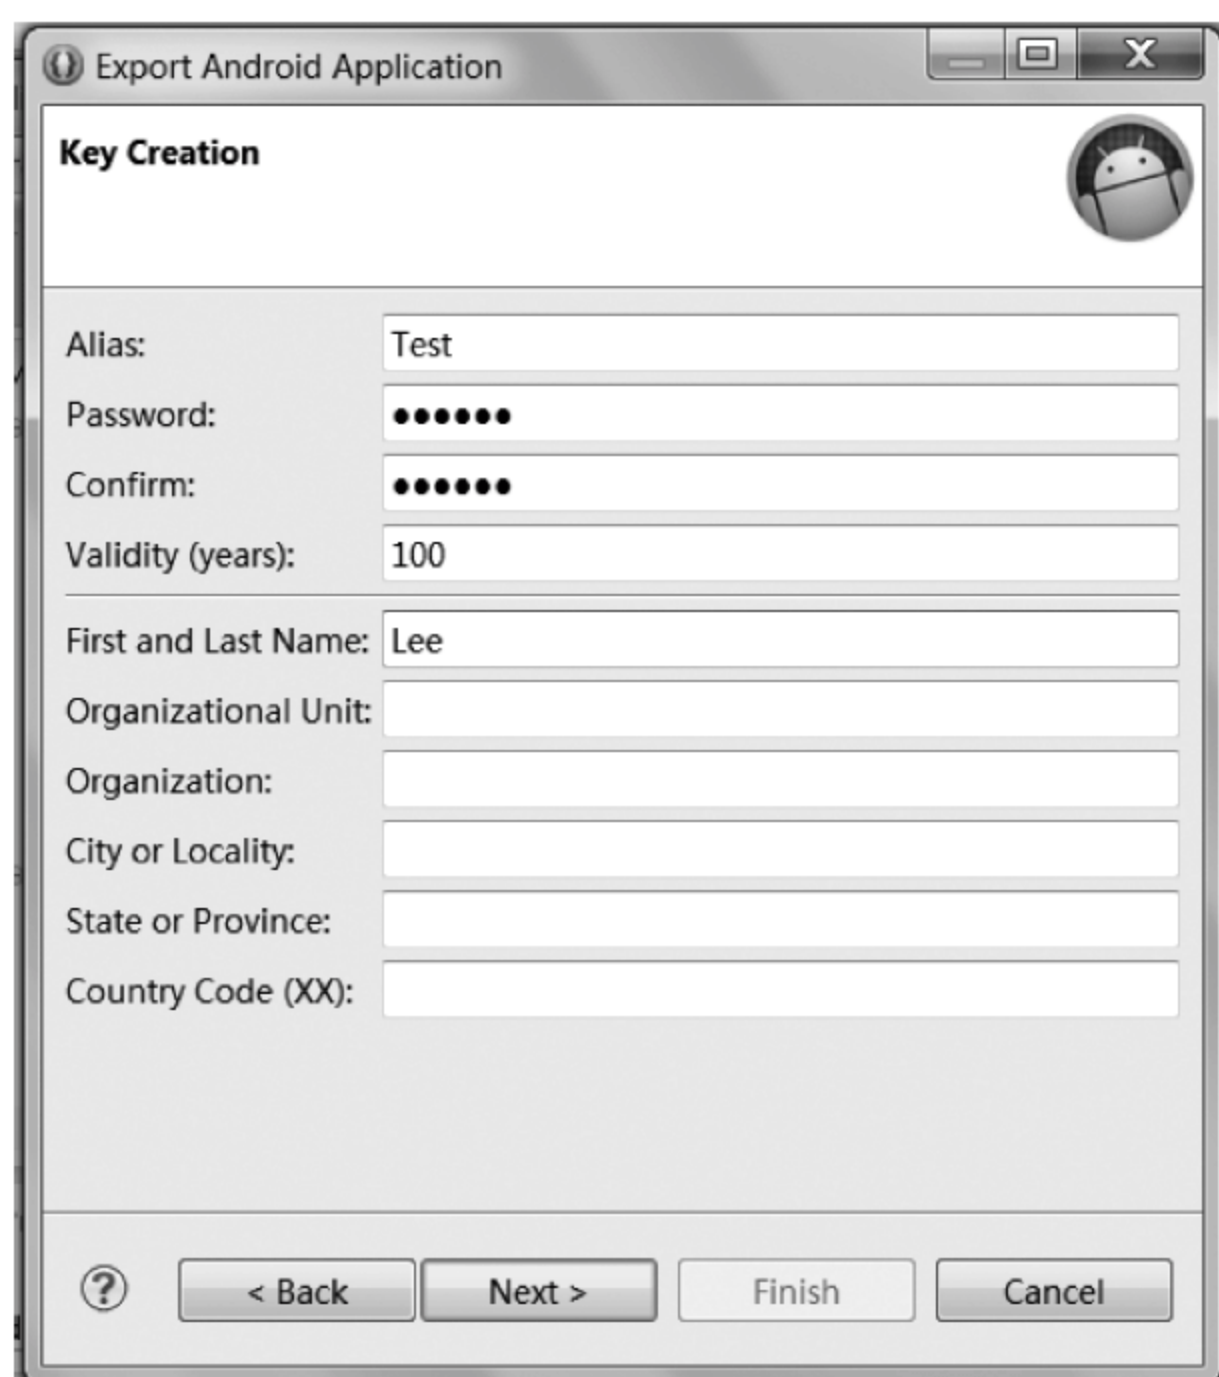 Export Android Application
Key Creation
Alias: Test
Password: ●●●●●●
Confirm: ●●●●●●
Validity (years): 100
First and Last Name: Lee
Organizational Unit:
Organization:
City or Locality:
State or Province:
Country Code (XX):
? < Back Next > Finish Cancel